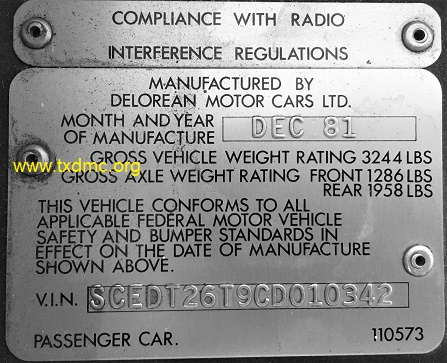 COMPLIANCE WITH RADIO
INTERFERENCE REGULATIONS
MANUFACTURED BY
DELOREAN MOTOR CARS LTD.
MONTH AND YEAR
OF MANUFACTURE DEC 81
www.txdmc.org
GROSS VEHICLE WEIGHT RATING 3244 LBS
GROSS AXLE WEIGHT RATING FRONT 1286 LBS
REAR 1958 LBS
THIS VEHICLE CONFORMS TO ALL
APPLICABLE FEDERAL MOTOR VEHICLE
SAFETY AND BUMPER STANDARDS IN
EFFECT ON THE DATE OF MANUFACTURE
SHOWN ABOVE.
V.I.N. SCEDT26T9CD010342
PASSENGER CAR. 110573